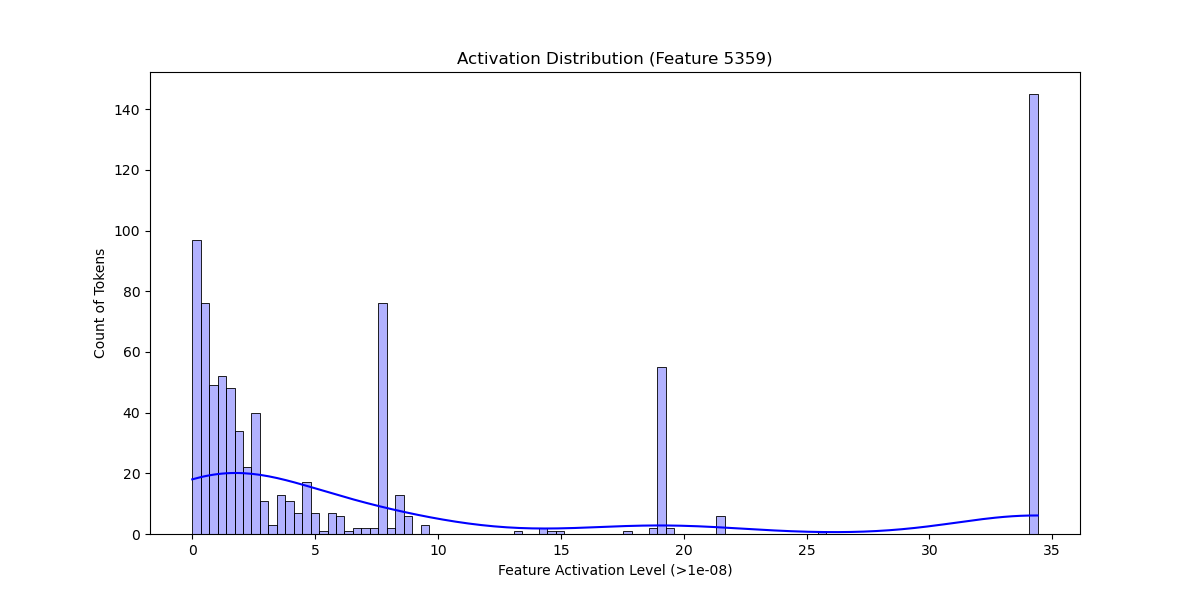 Activation Distribution (Feature 5359)
140
120
100
80
60
40
20
0
Count of Tokens
0 5 10 15 20 25 30 35
Feature Activation Level (>1e-08)